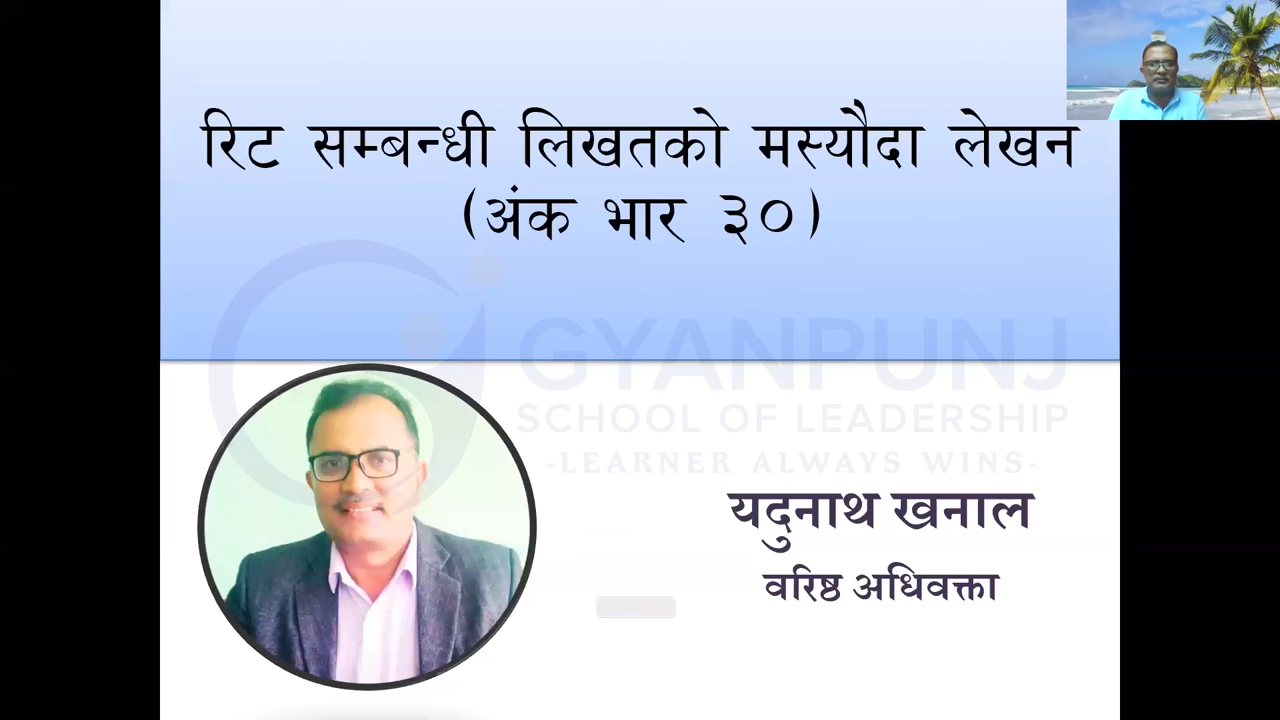 रिट सम्बन्धी लिखतको मस्यौदा लेखन
(अंक भार ३०)
GYANPUNJ
SCHOOL OF LEADERSHIP
-LEARNER ALWAYS WINS-
यदुनाथ खनाल
वरिष्ठ अधिवक्ता